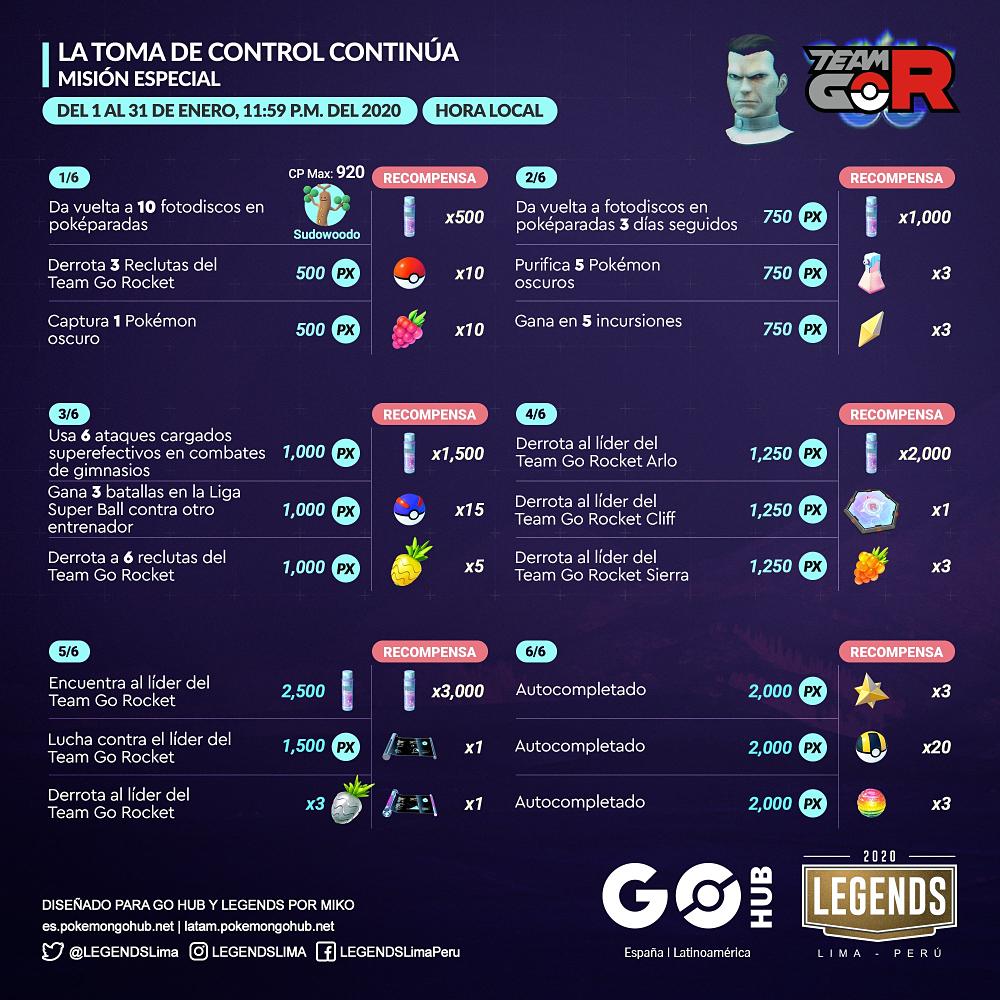 LA TOMA DE CONTROL CONTINÚA
MISIÓN ESPECIAL
DEL 1 AL 31 DE ENERO, 11:59 P.M. DEL 2020
HORA LOCAL
TEAM
GO R
1/6
CP Max: 920
RECOMPENSA
Da vuelta a 10 fotodiscos en
poképaradas
Sudowoodo
x500
Derrota 3 Reclutas del
Team Go Rocket
500 PX
x10
Captura 1 Pokémon
oscuro
500 PX
x10
2/6
RECOMPENSA
Da vuelta a fotodiscos en
poképaradas 3 días seguidos
750 PX
x1,000
Purifica 5 Pokémon
oscuros
750 PX
x3
Gana en 5 incursiones
750 PX
x3
3/6
RECOMPENSA
Usa 6 ataques cargados
superefectivos en combates
de gimnasios
1,000 PX
x1,500
Gana 3 batallas en la Liga
Super Ball contra otro
entrenador
1,000 PX
x15
Derrota a 6 reclutas del
Team Go Rocket
1,000 PX
x5
4/6
RECOMPENSA
Derrota al líder del
Team Go Rocket Arlo
1,250 PX
x2,000
Derrota al líder del
Team Go Rocket Cliff
1,250 PX
x1
Derrota al líder del
Team Go Rocket Sierra
1,250 PX
x3
5/6
RECOMPENSA
Encuentra al líder del
Team Go Rocket
2,500
x3,000
Lucha contra el líder del
Team Go Rocket
1,500 PX
x1
Derrota al líder del
Team Go Rocket
x3
x1
6/6
RECOMPENSA
Autocompletado
2,000 PX
x3
Autocompletado
2,000 PX
x20
Autocompletado
2,000 PX
x3
DISEÑADO PARA GO HUB Y LEGENDS POR MIKO
es.pokemongohub.net | latam.pokemongohub.net
@LEGENDSLima
LEGENDSLIMA
LEGENDSLimaPeru
GO HUB
España | Latinoamérica
2020
LEGENDS
LIMA - PERÚ